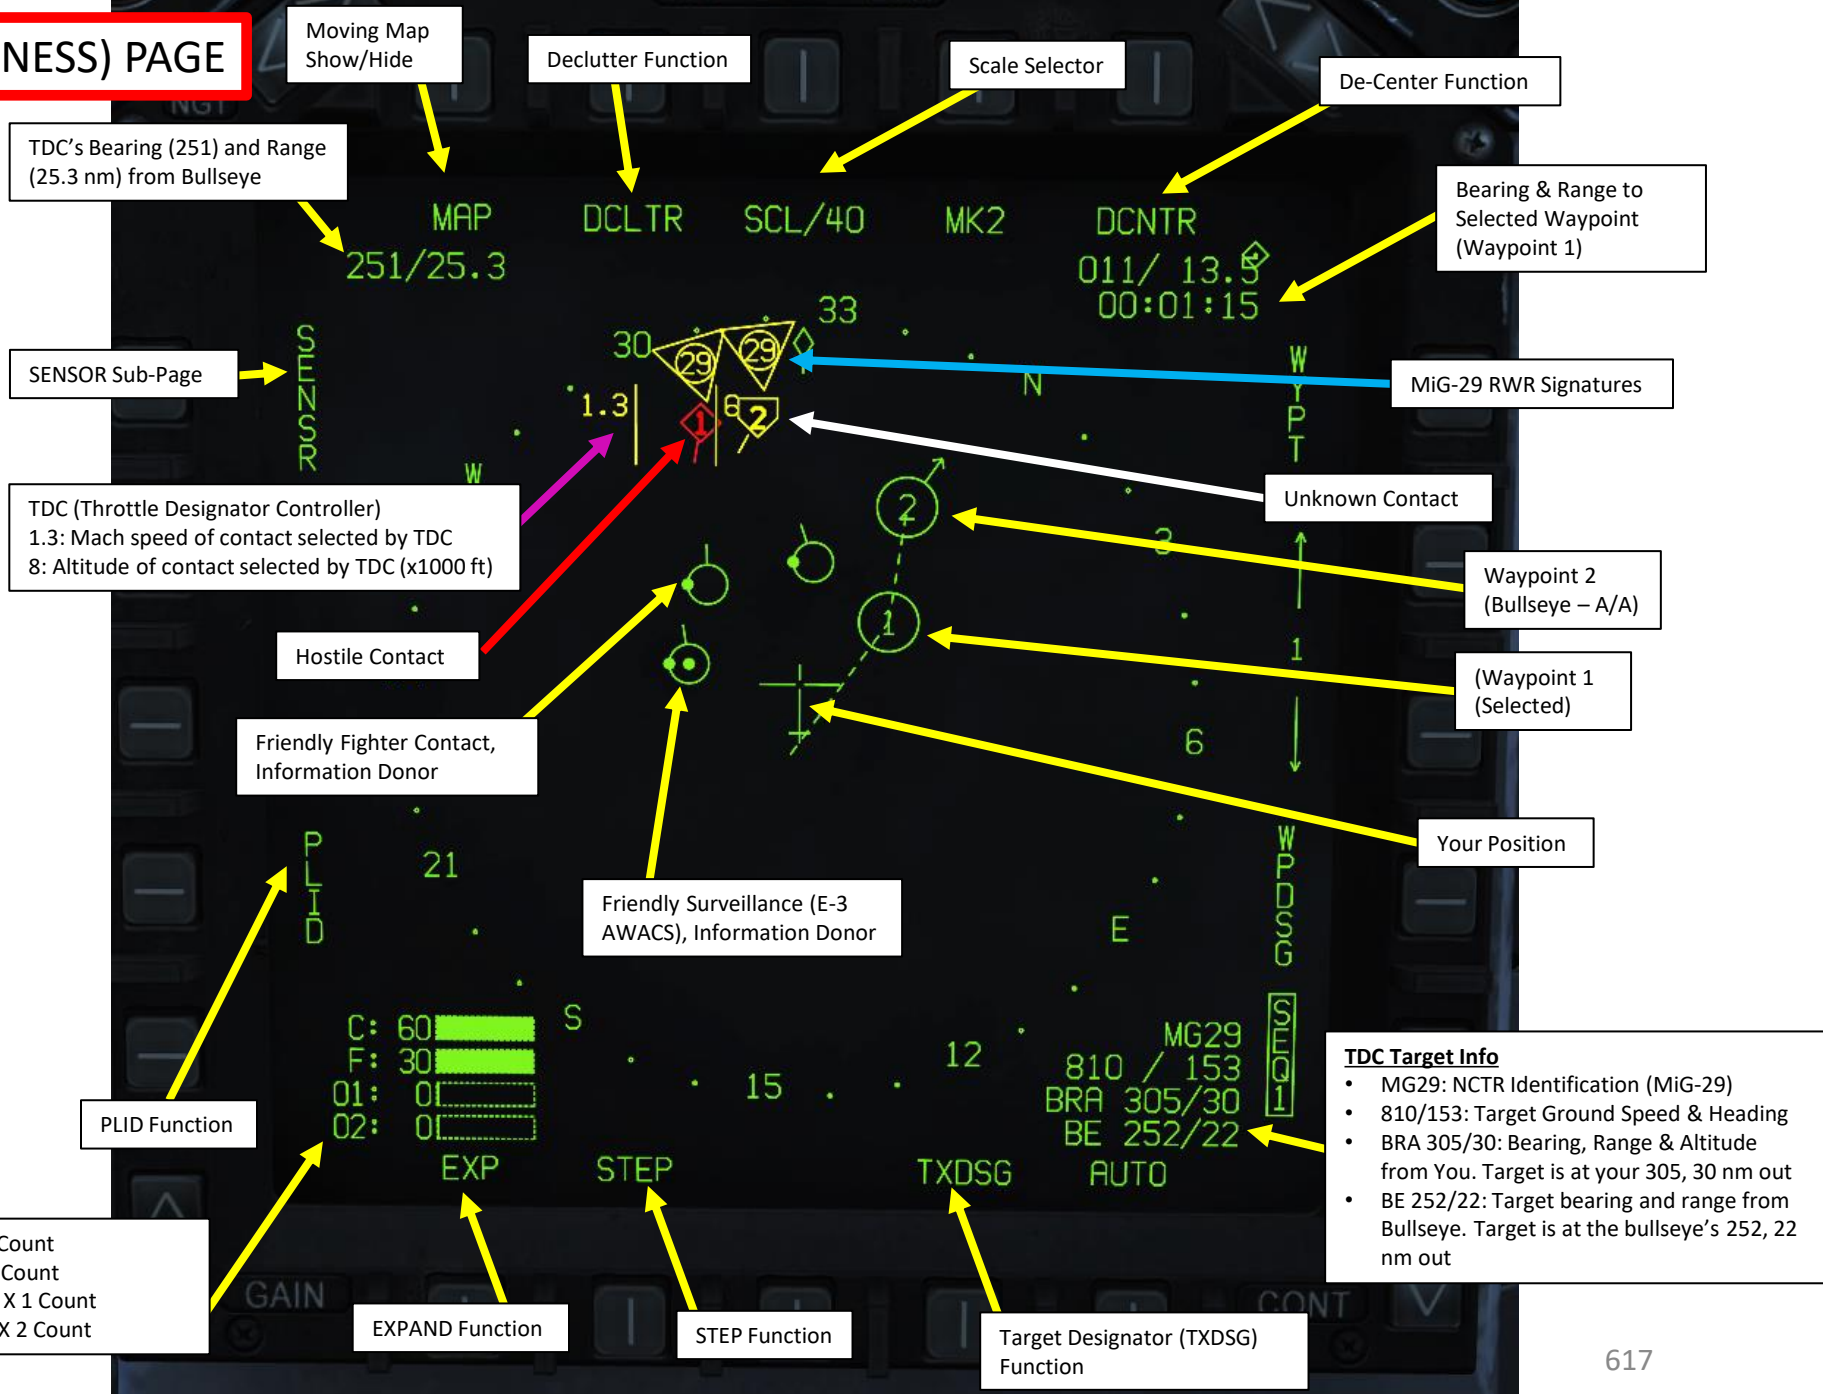 NESS) PAGE
Moving Map
Show/Hide
Declutter Function
Scale Selector
De-Center Function
NGT
TDC’s Bearing (251) and Range
(25.3 nm) from Bullseye
Bearing & Range to
Selected Waypoint
(Waypoint 1)
MAP DCLTR SCL/40 MK2 DCNTR
251/25.3
011/ 13.5
00:01:15
30 33
29 29
SENSR
SENSOR Sub-Page
N
WYPT
MiG-29 RWR Signatures
1.3 8
1 2
W
Unknown Contact
TDC (Throttle Designator Controller)
1.3: Mach speed of contact selected by TDC
8: Altitude of contact selected by TDC (x1000 ft)
2
3
Waypoint 2
(Bullseye – A/A)
1
1
Hostile Contact
(Waypoint 1
(Selected)
6
Friendly Fighter Contact,
Information Donor
Your Position
PLID
21
WPDSG
Friendly Surveillance (E-3
AWACS), Information Donor
E
S
C: 60
F: 30
O1: 0
O2: 0
15
12
MG29
810 / 153
BRA 305/30
BE 252/22
SEQ1
TDC Target Info
• MG29: NCTR Identification (MiG-29)
• 810/153: Target Ground Speed & Heading
• BRA 305/30: Bearing, Range & Altitude
from You. Target is at your 305, 30 nm out
• BE 252/22: Target bearing and range from
Bullseye. Target is at the bullseye’s 252, 22
nm out
PLID Function
EXP STEP TXDSG AUTO
Count
Count
X 1 Count
X 2 Count
GAIN
CONT
EXPAND Function
STEP Function
Target Designator (TXDSG)
Function
617